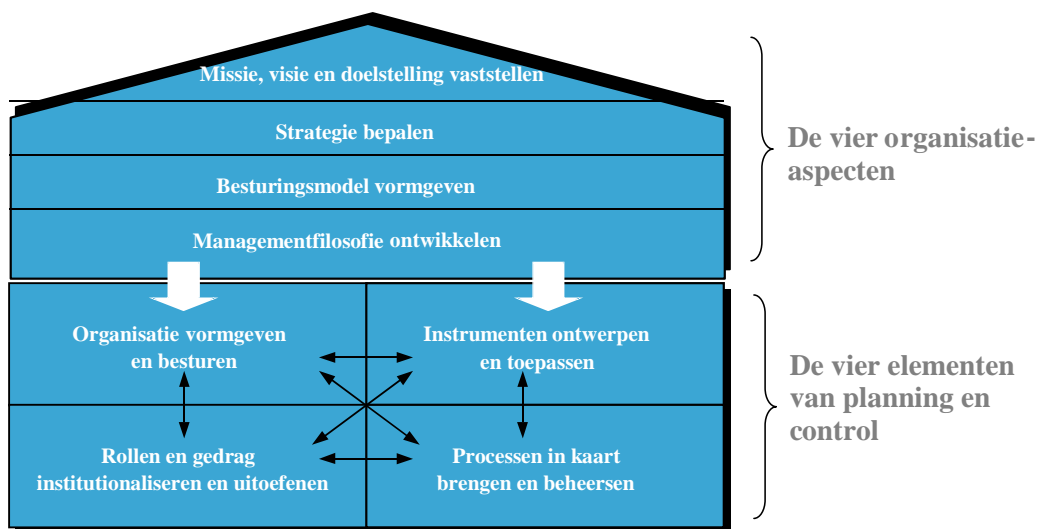 Missie, visie en doelstelling vaststellen
Strategie bepalen
Besturingsmodel vormgeven
Managementfilosofie ontwikkelen
De vier organisatie-
aspecten
Organisatie vormgeven
en besturen
Instrumenten ontwerpen
en toepassen
Rollen en gedrag
institutionaliseren en uitoefenen
Processen in kaart
brengen en beheersen
De vier elementen
van planning en
control